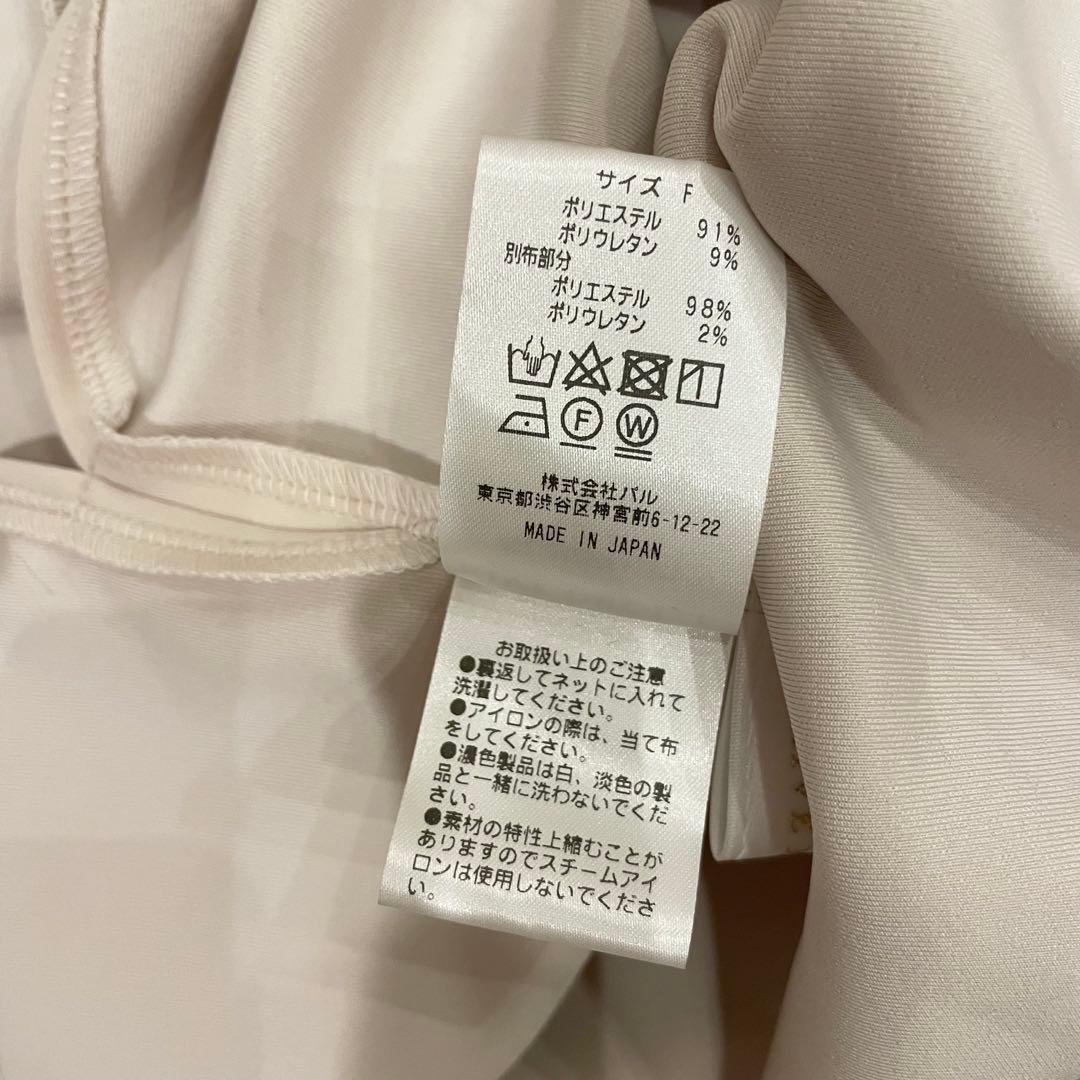 サイズ F
ポリエステル 91%
ポリウレタン 9%
別布部分
ポリエステル 98%
ポリウレタン 2%
F W
株式会社パル
東京都渋谷区神宮前6-12-22
MADE IN JAPAN
お取扱い上のご注意
●裏返してネットに入れて
洗濯してください。
●アイロンの際は、当て布
をしてください。
●濃色製品は白、淡色の製
品と一緒に洗わないでくだ
さい。
●素材の特性上縮むことが
ありますのでスチームアイ
ロンは使用しないでくださ
い。